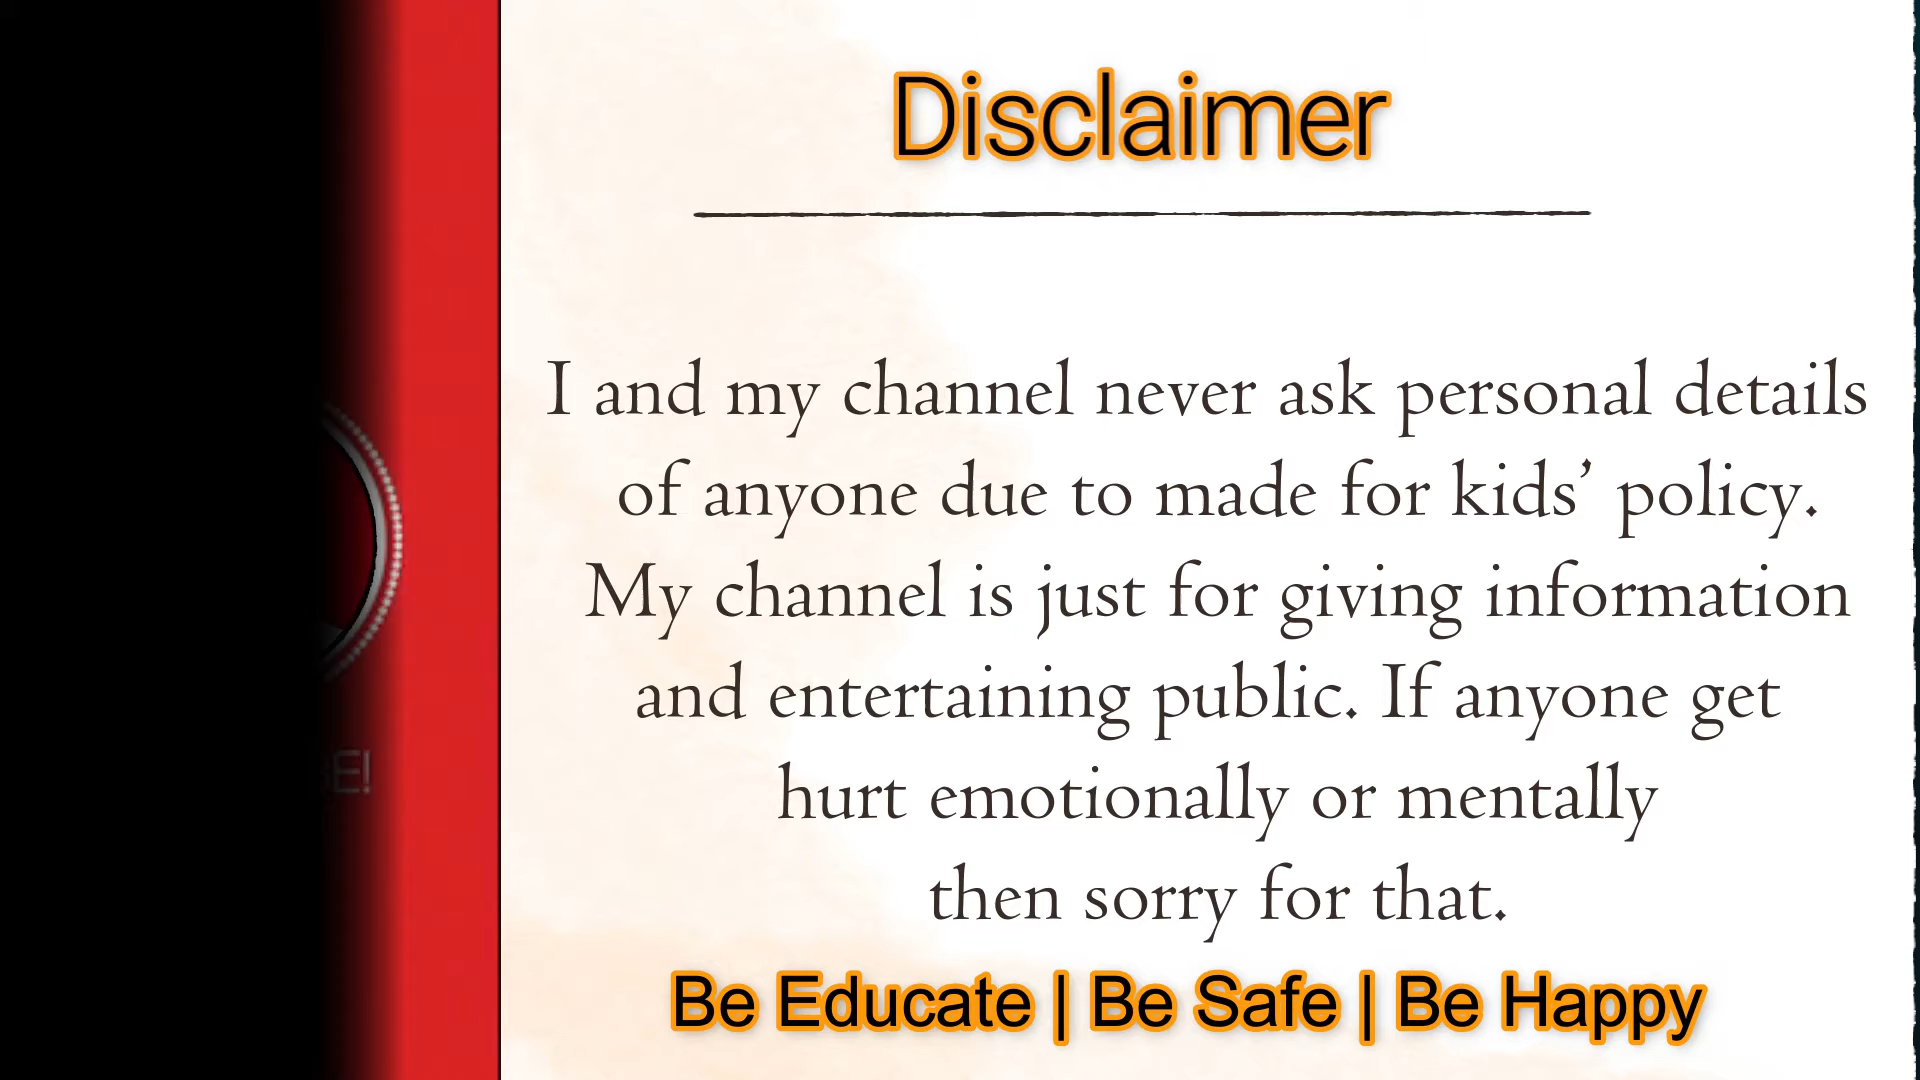 Disclaimer
I and my channel never ask personal details
of anyone due to made for kids’ policy.
My channel is just for giving information
and entertaining public. If anyone get
hurt emotionally or mentally
then sorry for that.
Be Educate | Be Safe | Be Happy